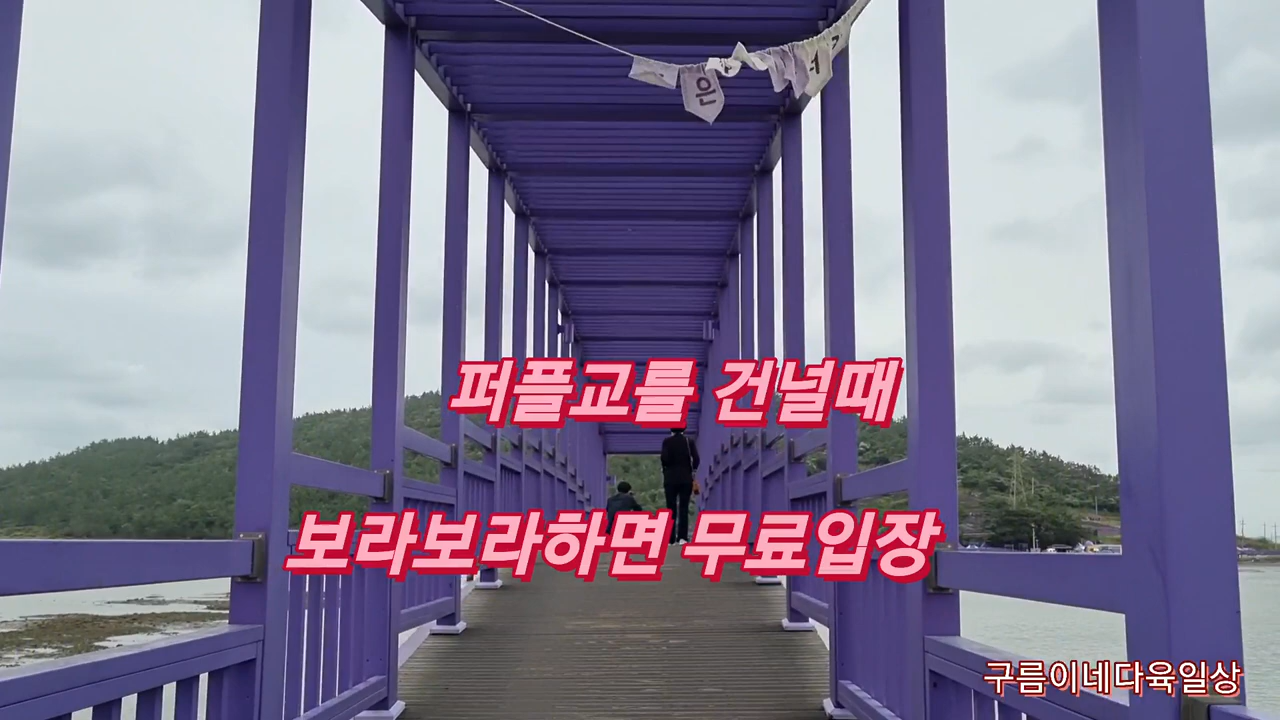 은
퍼플교를 건널때
보라보라하면 무료입장
구름이네다육일상